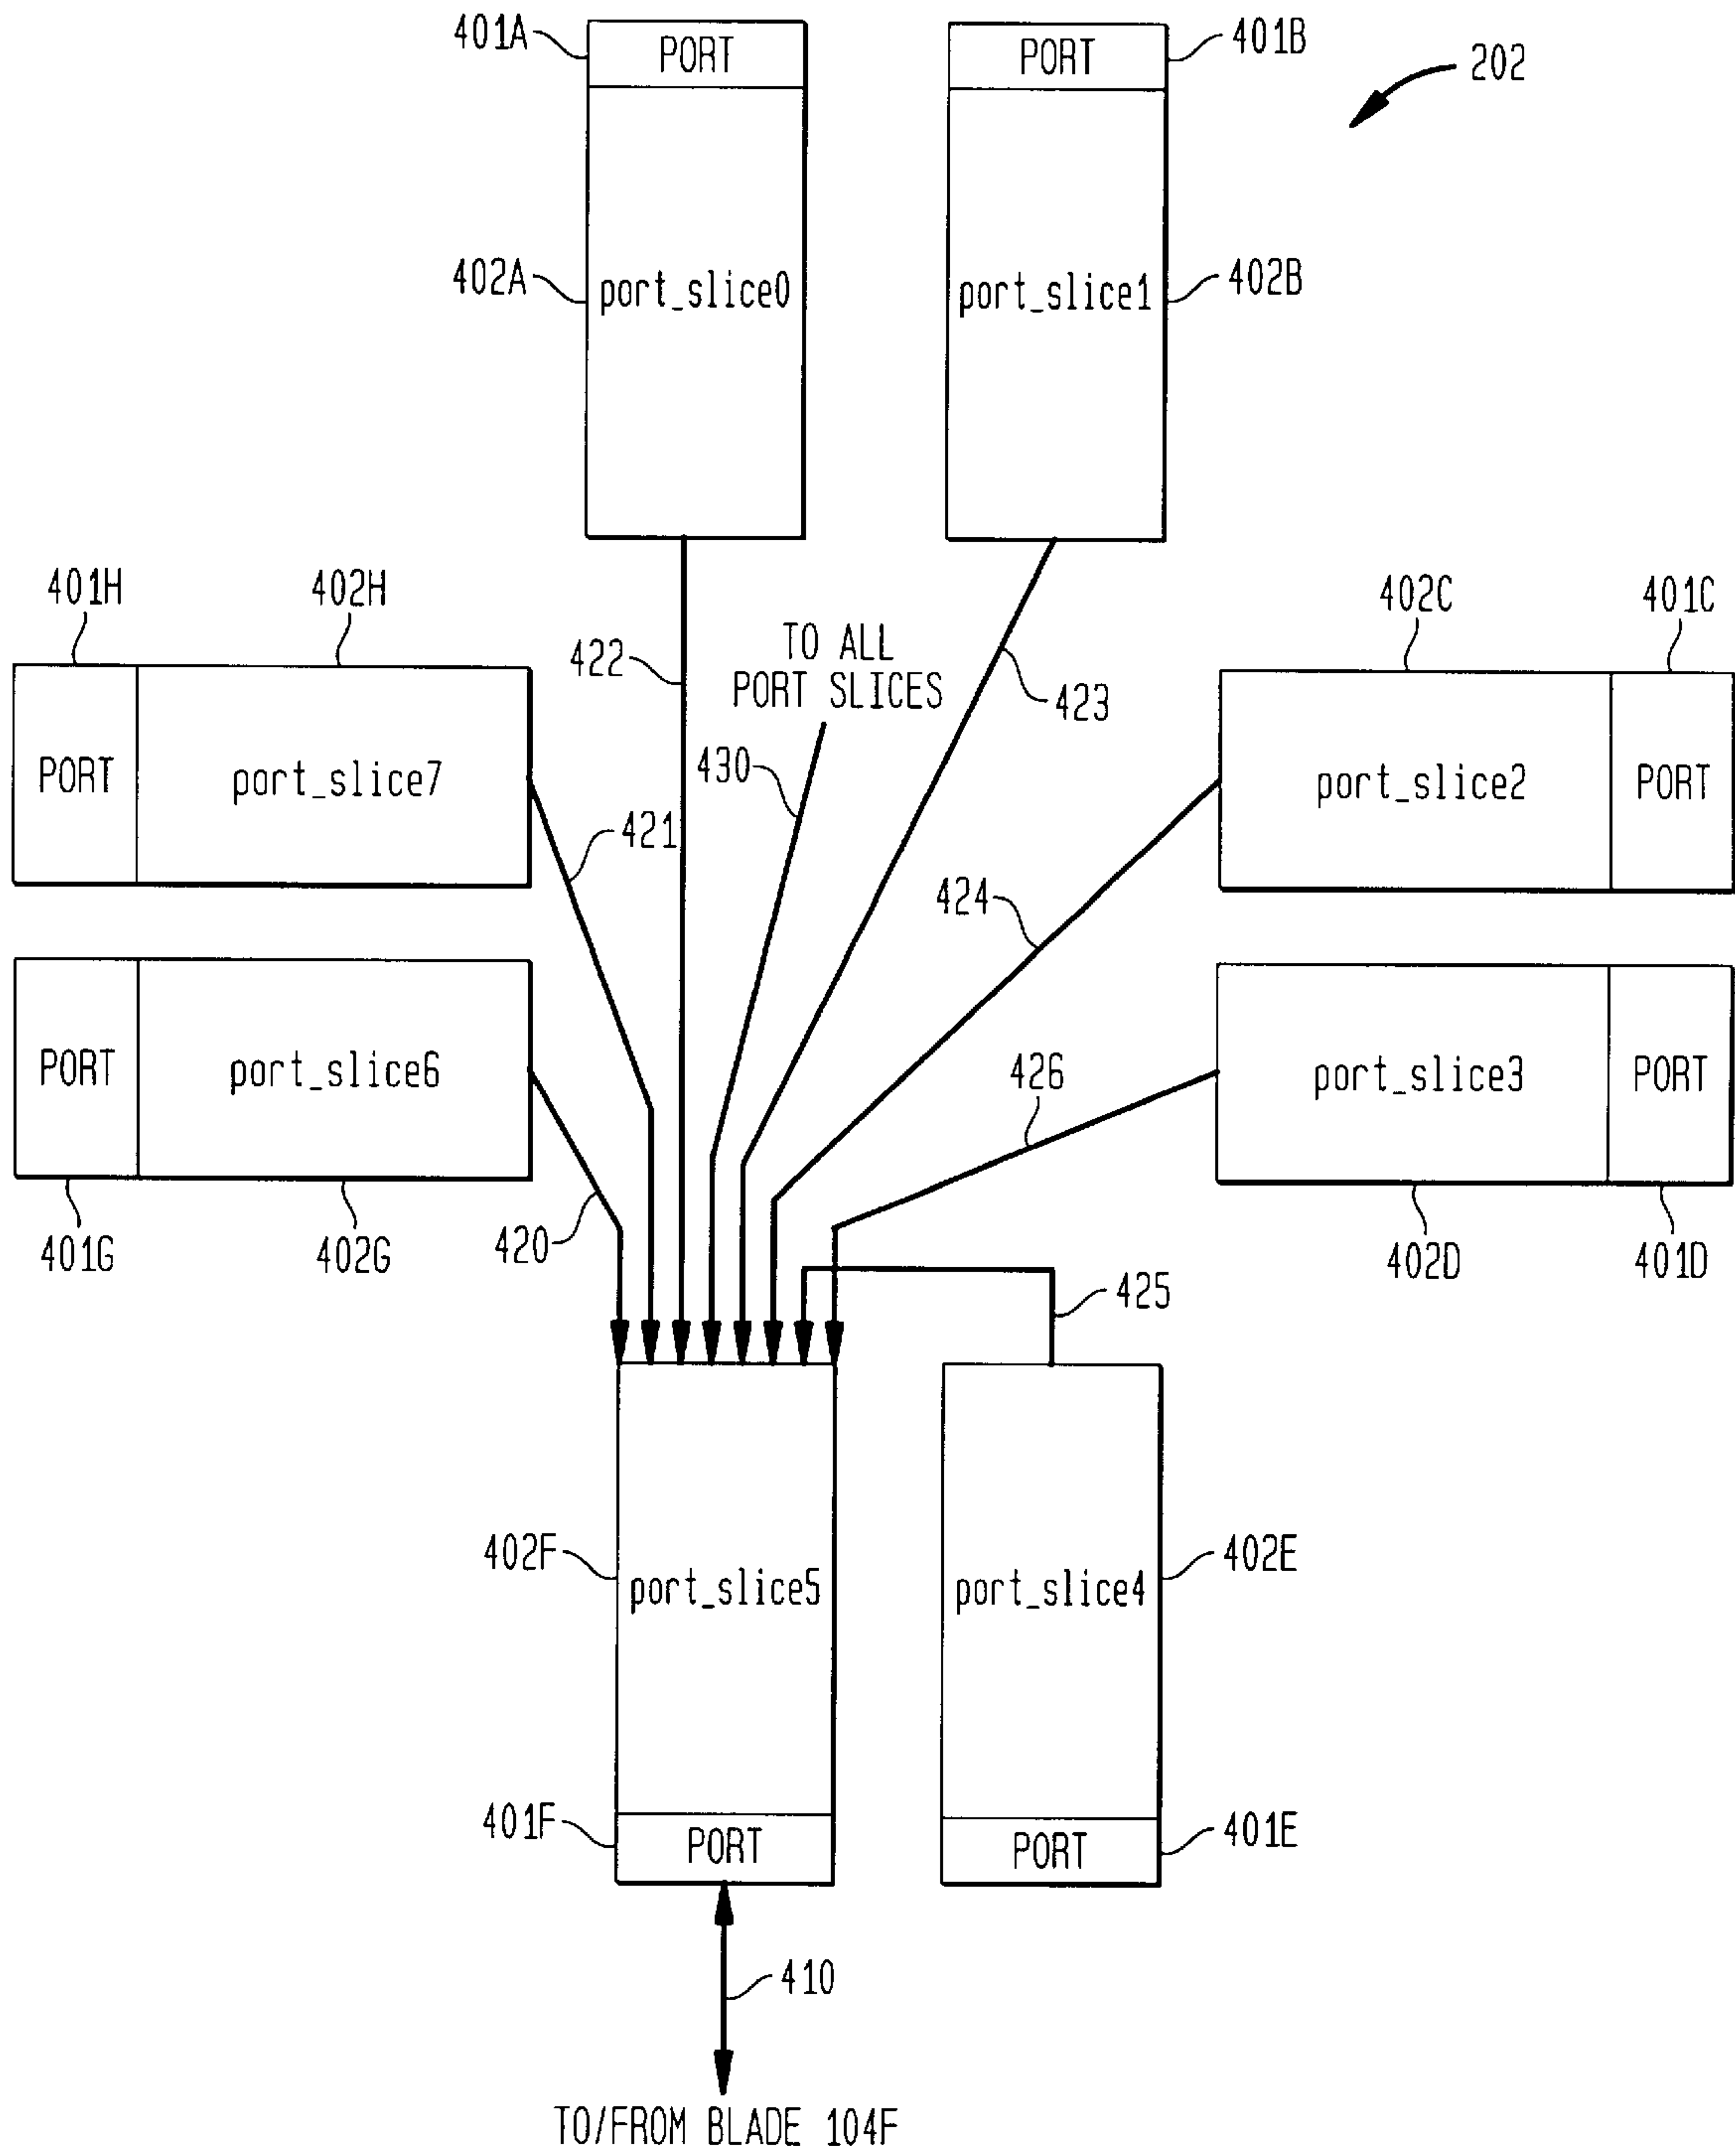 401A
PORT
PORT
401B
202
402A
port_slice0
port_slice1
402B
401H
402H
402C
401C
422
TO ALL
PORT SLICES
423
PORT
port_slice7
430
port_slice2
PORT
421
424
PORT
port_slice6
426
port_slice3
PORT
401G
402G
420
402D
401D
425
402F
port_slice5
port_slice4
402E
401F
PORT
PORT
401E
410
TO/FROM BLADE 104F